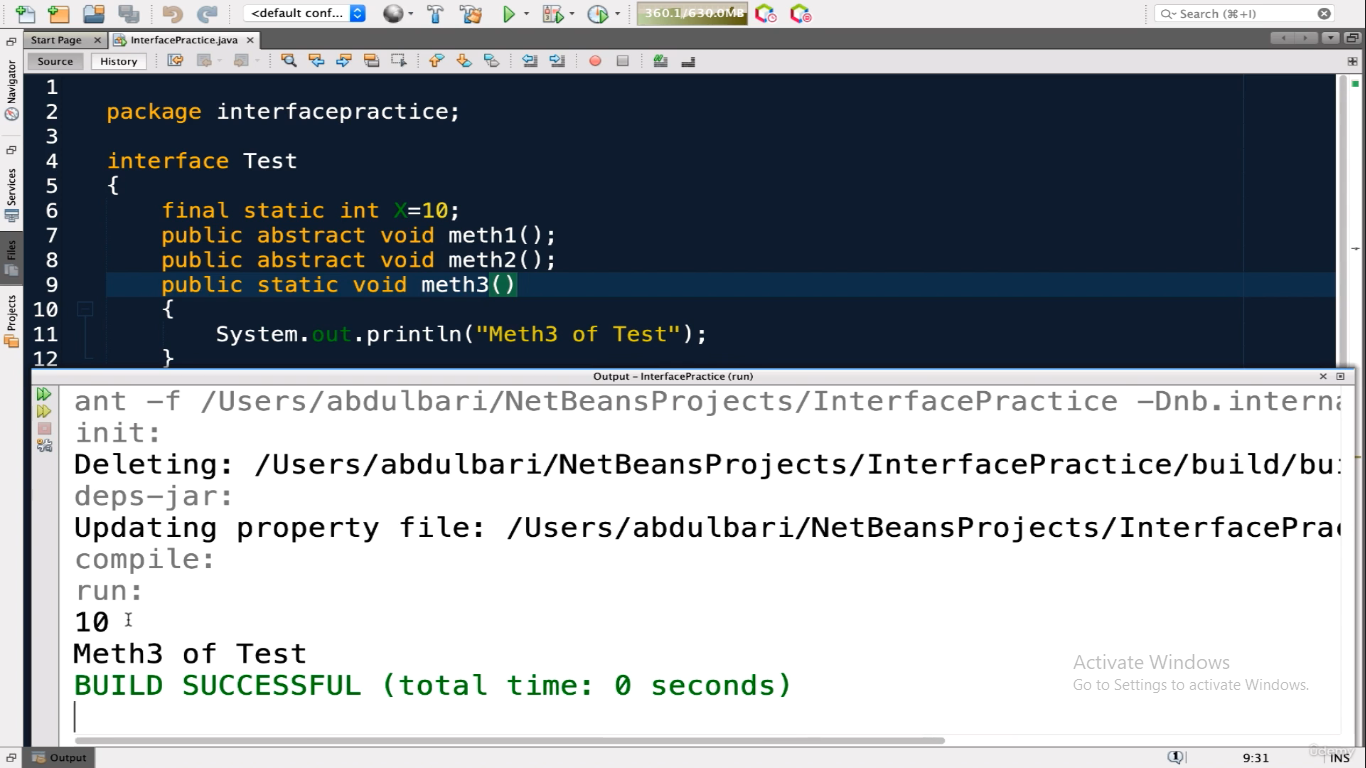 <default conf...
360.1/630.0MB
Search (⌘+I)
Start Page
InterfacePractice.java
Source
History
Navigator
Services
Files
Projects
1
2 package interfacepractice;
3
4 interface Test
5 {
6 final static int X=10;
7 public abstract void meth1();
8 public abstract void meth2();
9 public static void meth3()
10 {
11 System.out.println("Meth3 of Test");
12 }
Output - InterfacePractice (run)
ant -f /Users/abdulbari/NetBeansProjects/InterfacePractice -Dnb.interna
init:
Deleting: /Users/abdulbari/NetBeansProjects/InterfacePractice/build/bui
deps-jar:
Updating property file: /Users/abdulbari/NetBeansProjects/InterfacePrac
compile:
run:
10
Meth3 of Test
BUILD SUCCESSFUL (total time: 0 seconds)
Activate Windows
Go to Settings to activate Windows.
Output
1
9:31
INS
udemy